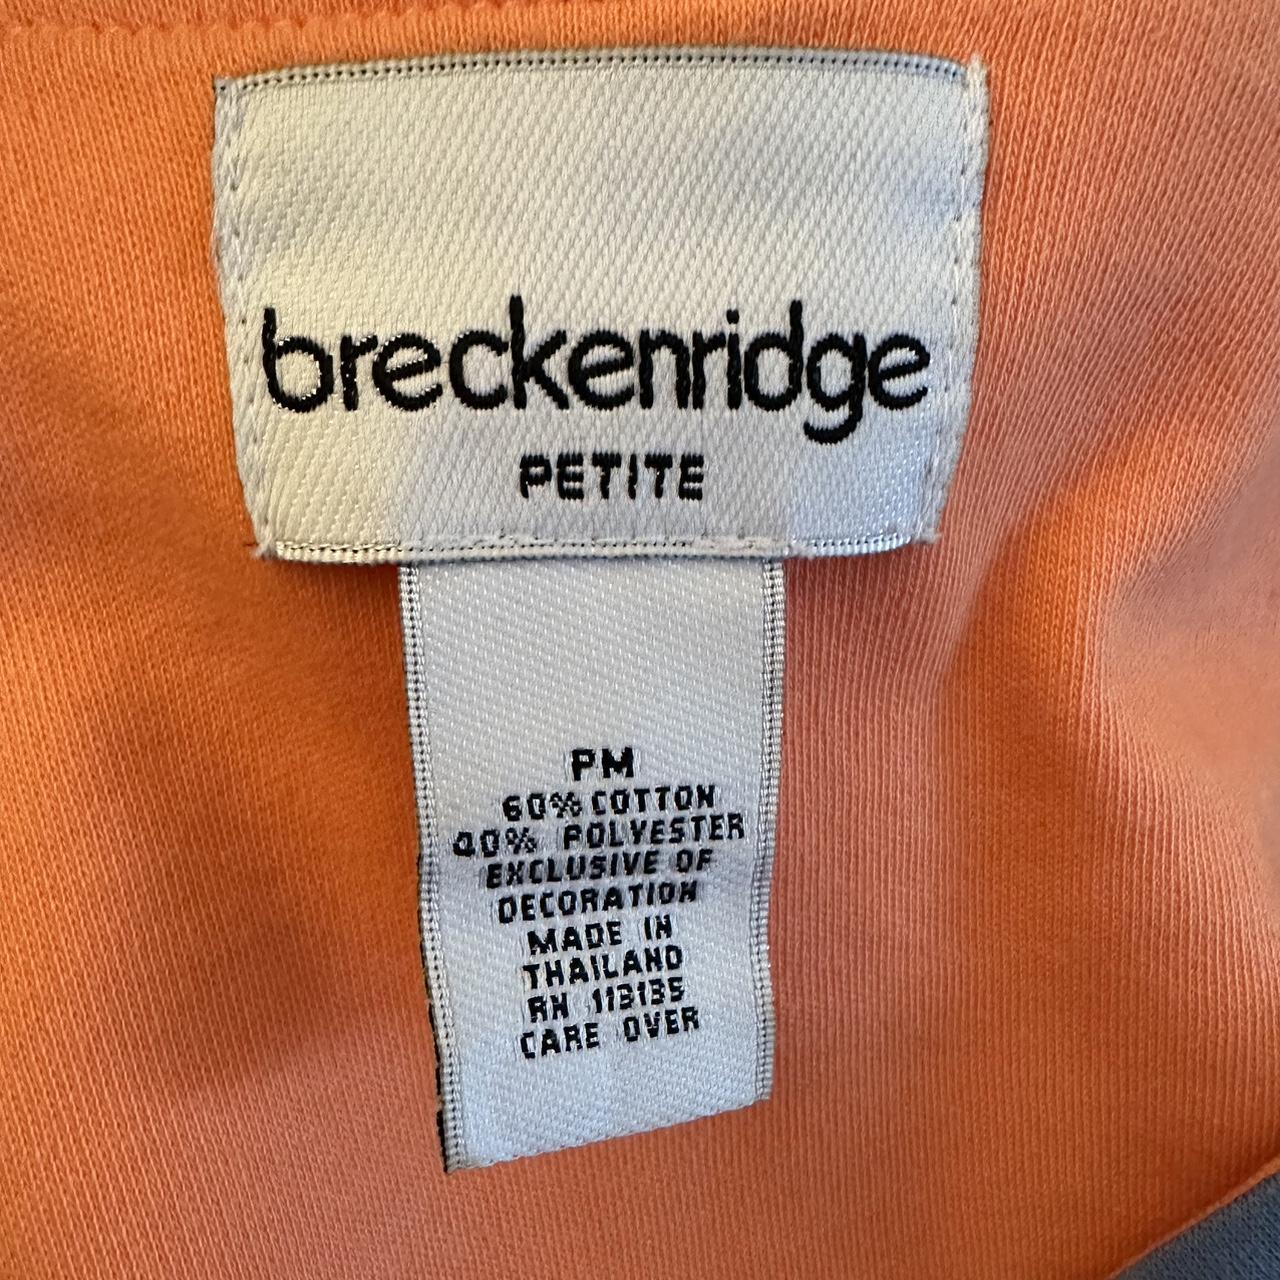 breckenridge
PETITE
PM
60% COTTON
40% POLYESTER
EXCLUSIVE OF
DECORATION
MADE IN
THAILAND
RN 113135
CARE OVER